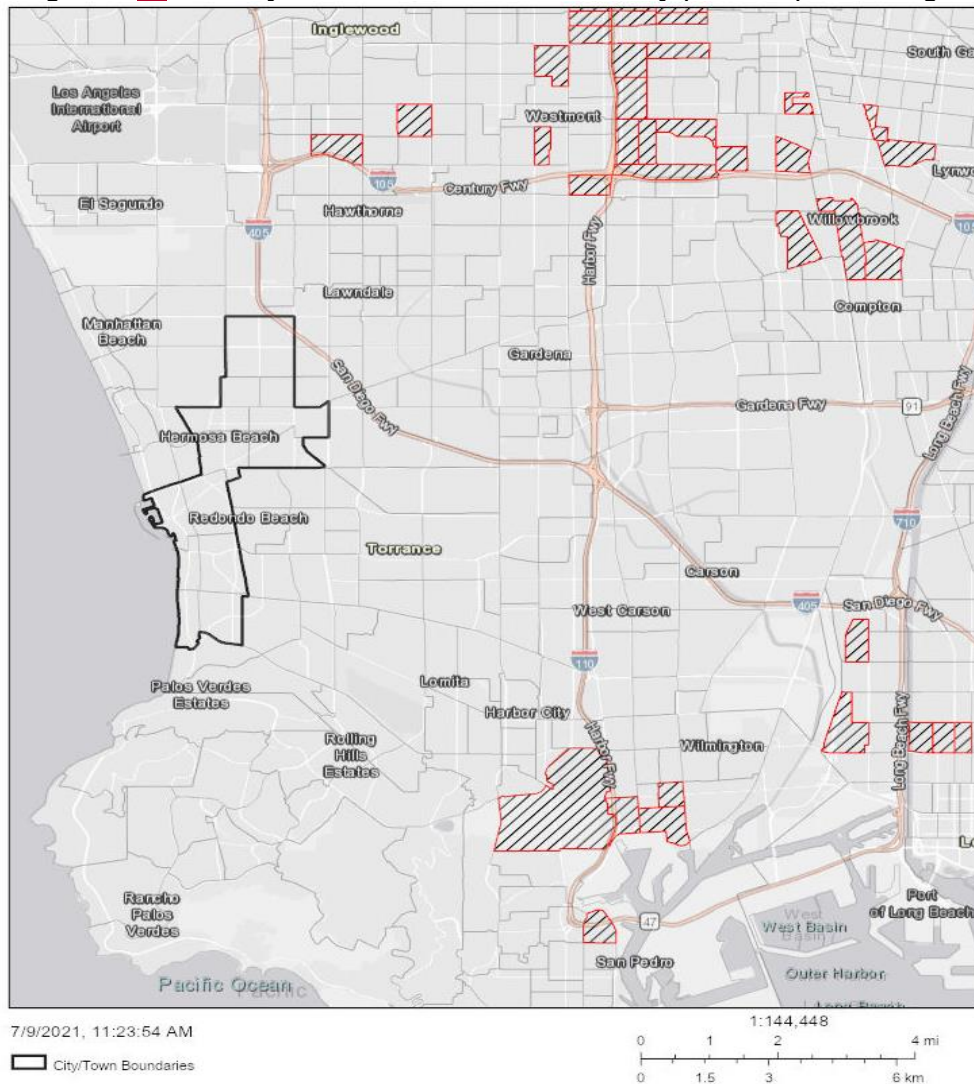 Inglewood
South Ga
Los Angeles
International
Airport
Westmont
Lynwo
105
Century Fwy
El Segundo
Hawthorne
Willowbrook
105
405
Harbor Fwy
Lawndale
Compton
Manhattan
Beach
Gardena
San Diego Fwy
Long Beach Fwy
Gardena Fwy
91
Hermosa Beach
Redondo Beach
710
Torrance
Carson
West Carson
405
San Diego Fwy
110
Lomita
Palos Verdes
Estates
Harbor City
Harbor Fwy
Wilmington
Long Beach Fwy
Rolling
Hills
Estates
Lo
Rancho
Palos
Verdes
Port
of Long Beach
47
West Basin
West
Basin
San Pedro
Outer Harbor
Long Beach
Pacific Ocean
Pacific
7/9/2021, 11:23:54 AM
City/Town Boundaries
1:144,448
0 1 2 4 mi
0 1.5 3 6 km